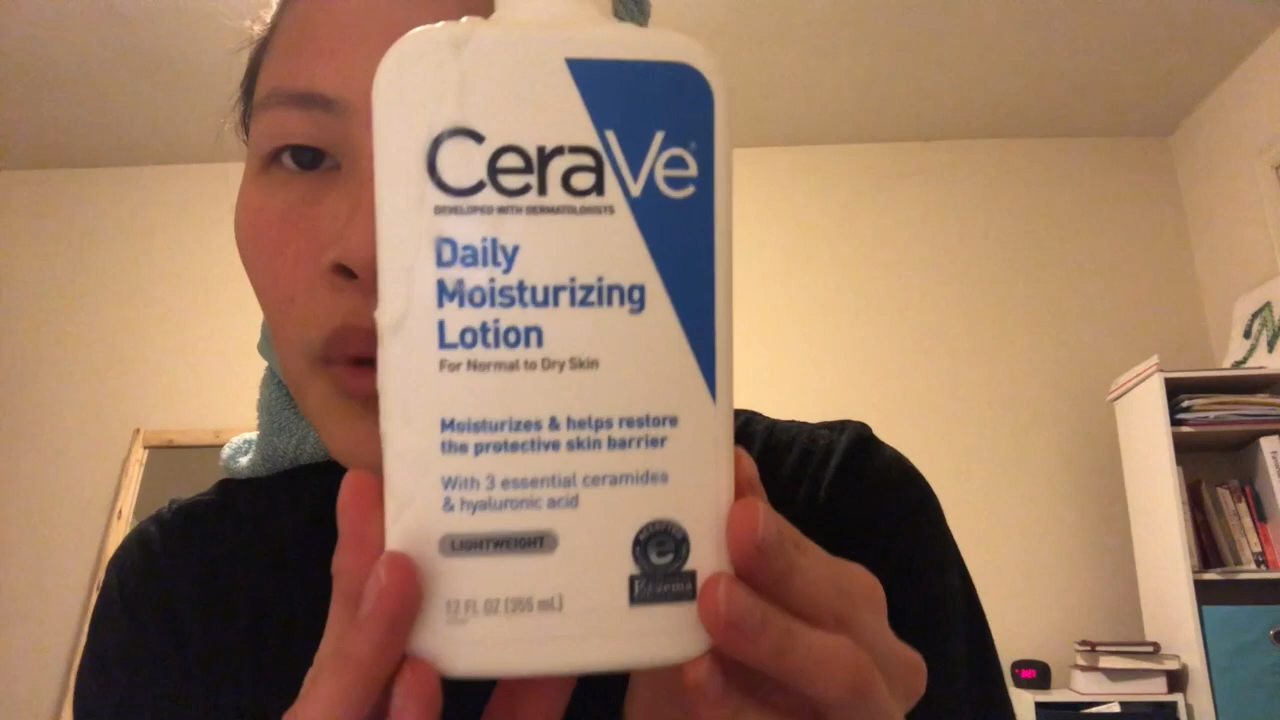 CeraVe
DEVELOPED WITH DERMATOLOGISTS
Daily
Moisturizing
Lotion
For Normal to Dry Skin
Moisturizes & helps restore
the protective skin barrier
With 3 essential ceramides
& hyaluronic acid
LIGHTWEIGHT
Eczema
12 FL OZ (355 mL)